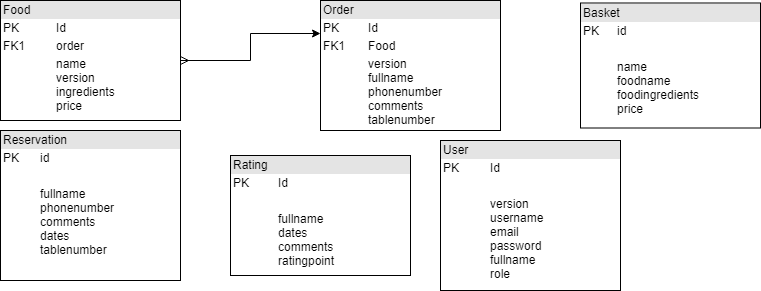 Food
PK Id
FK1 order
name
version
ingredients
price
Order
PK Id
FK1 Food
version
fullname
phonenumber
comments
tablenumber
Basket
PK id
name
foodname
foodingredients
price
Reservation
PK id
fullname
phonenumber
comments
dates
tablenumber
Rating
PK Id
fullname
dates
comments
ratingpoint
User
PK Id
version
username
email
password
fullname
role